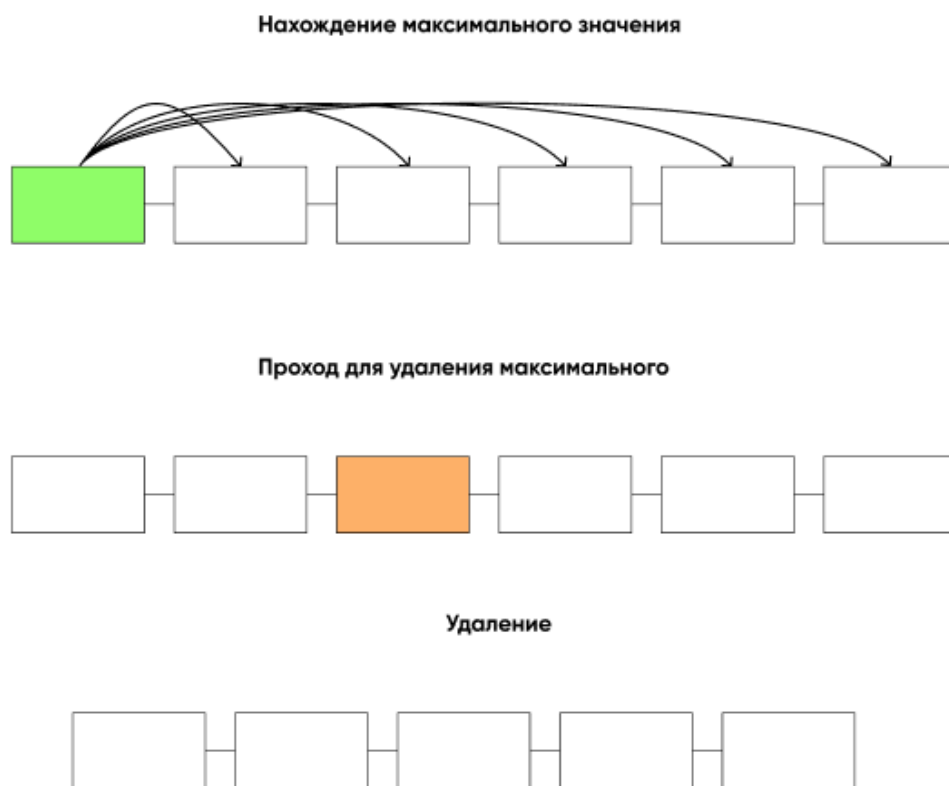 Нахождение максимального значения
Проход для удаления максимального
Удаление